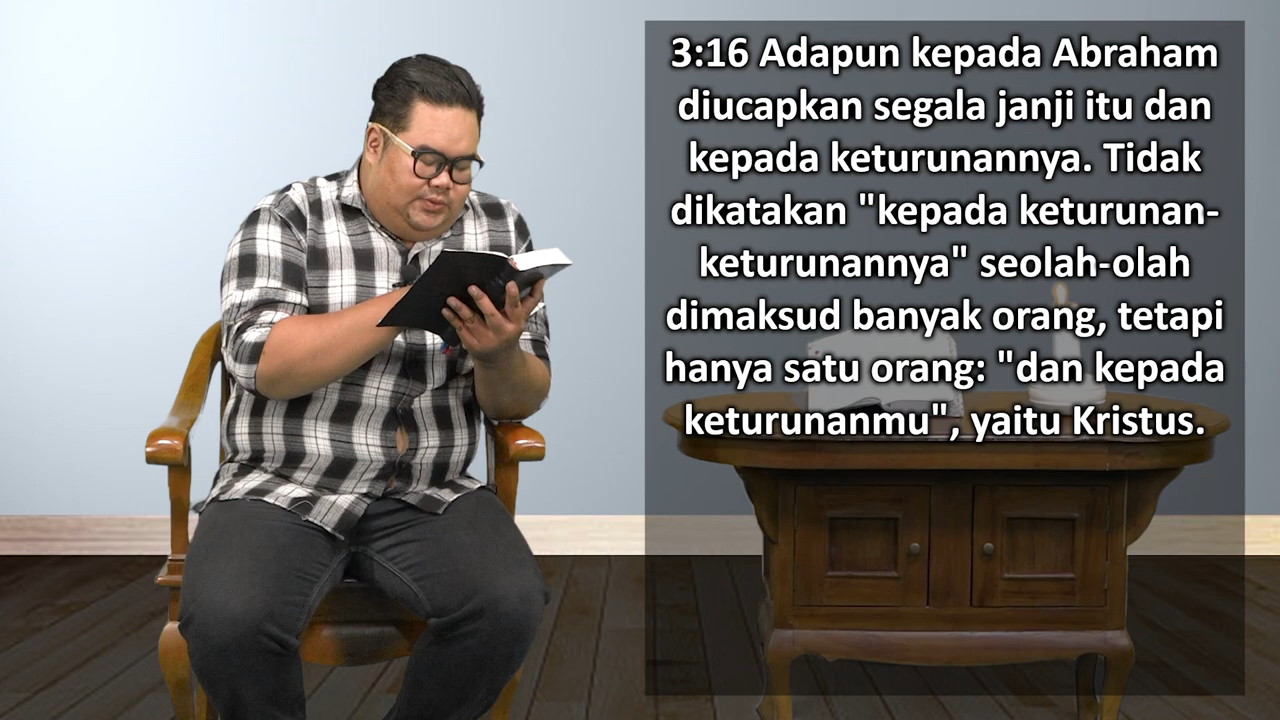 3:16 Adapun kepada Abraham
diucapkan segala janji itu dan
kepada keturunannya. Tidak
dikatakan "kepada keturunan-
keturunannya" seolah-olah
dimaksud banyak orang, tetapi
hanya satu orang: "dan kepada
keturunanmu", yaitu Kristus.